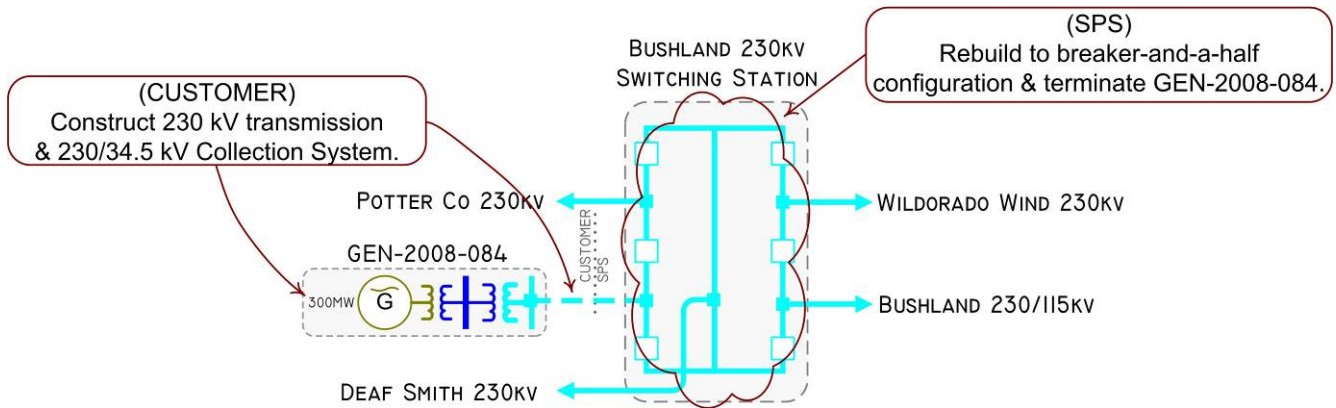 (CUSTOMER)
Construct 230 kV transmission
& 230/34.5 kV Collection System.
BUSHLAND 230KV
SWITCHING STATION
(SPS)
Rebuild to breaker-and-a-half
configuration & terminate GEN-2008-084.
POTTER CO 230KV
WILDORADO WIND 230KV
CUSTOMER
SPS
GEN-2008-084
300MW
G
BUSHLAND 230/115KV
DEAF SMITH 230KV